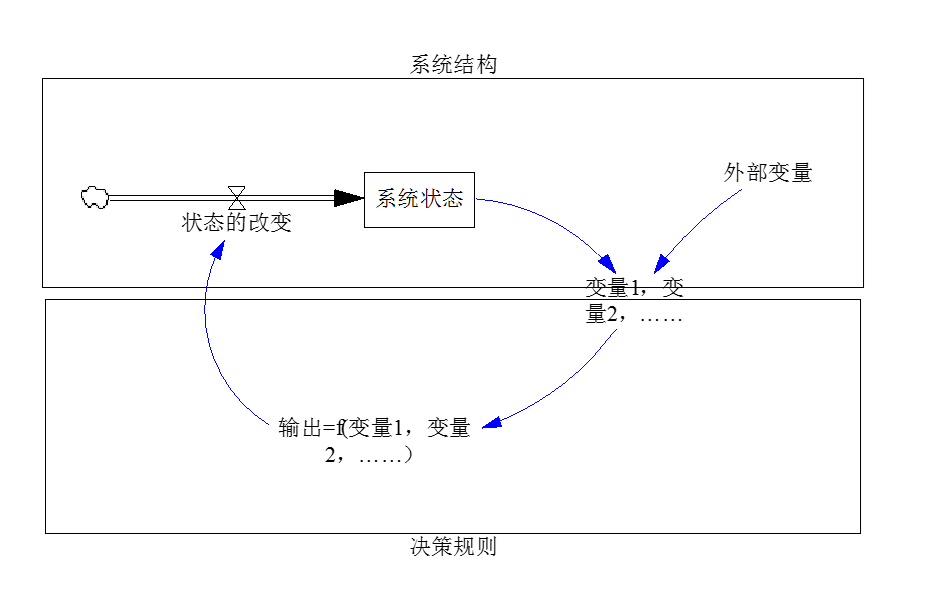 系统结构
外部变量
系统状态
状态的改变
变量1，变
量2，……
输出=f(变量1，变量
2，……）
决策规则